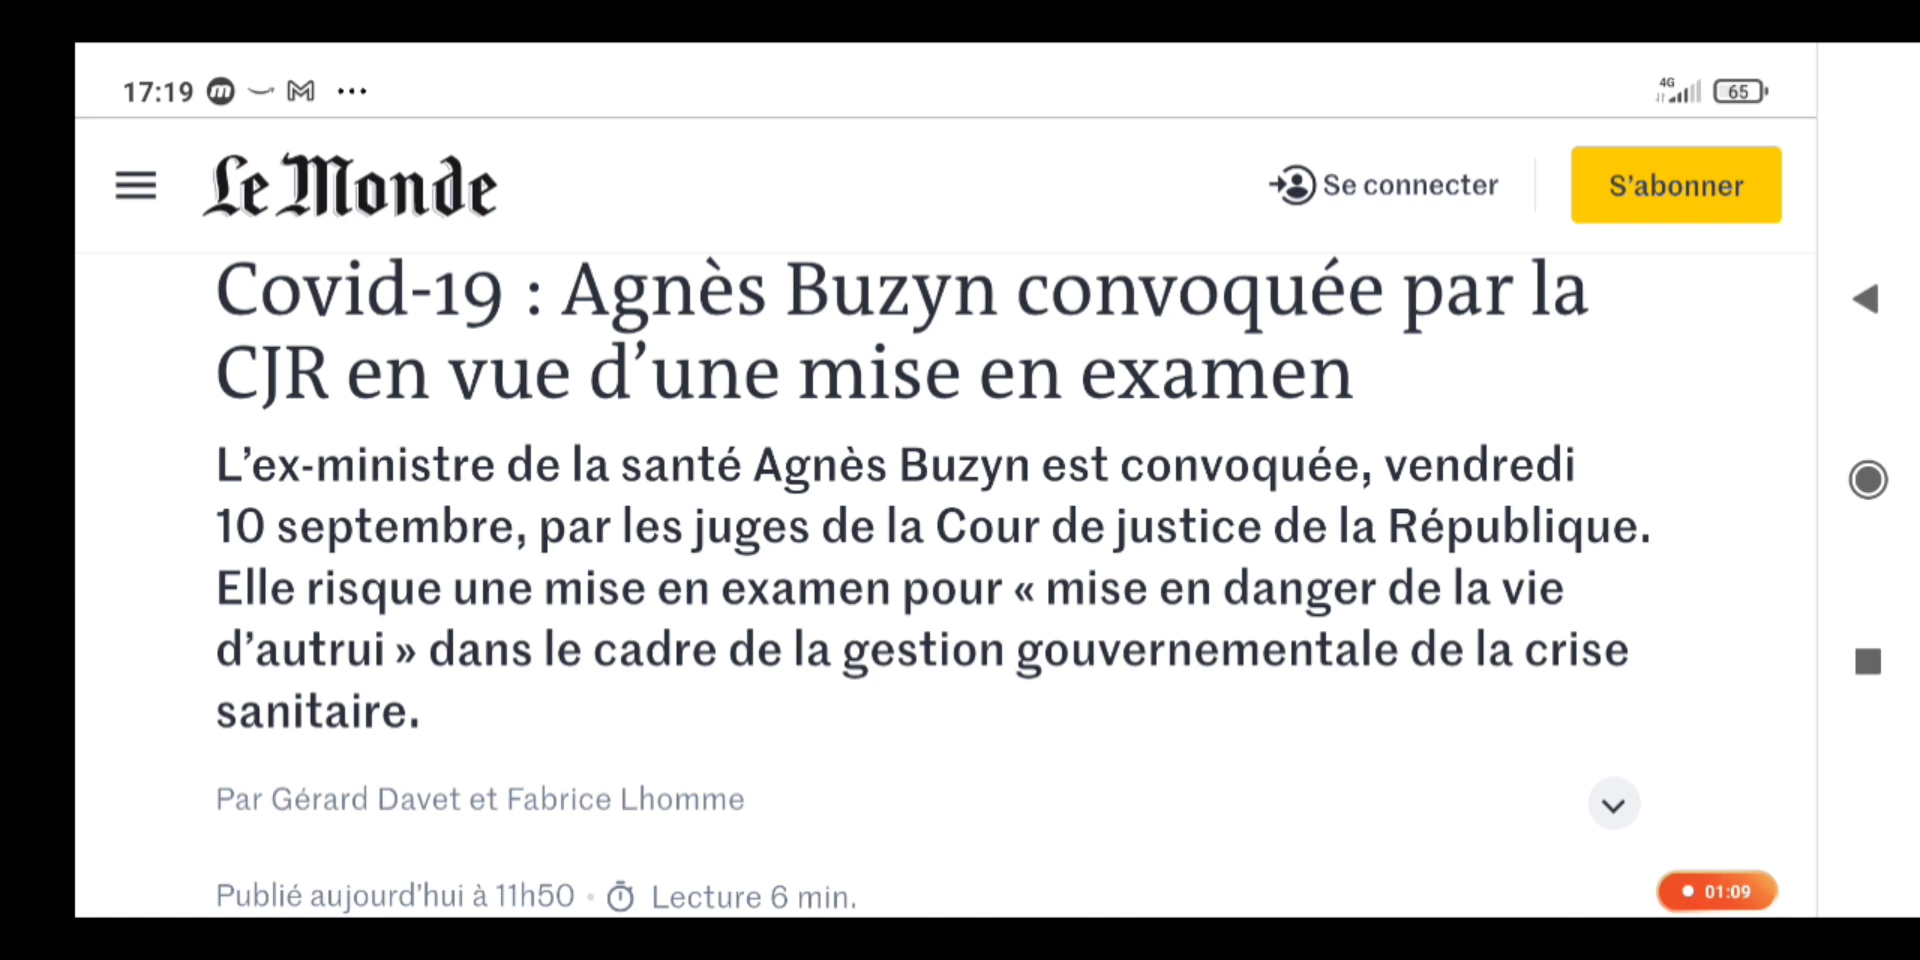 17:19
4G
65
Le Monde
Se connecter
S’abonner
Covid-19 : Agnès Buzyn convoquée par la
CJR en vue d’une mise en examen
L’ex-ministre de la santé Agnès Buzyn est convoquée, vendredi
10 septembre, par les juges de la Cour de justice de la République.
Elle risque une mise en examen pour « mise en danger de la vie
d’autrui » dans le cadre de la gestion gouvernementale de la crise
sanitaire.
Par Gérard Davet et Fabrice Lhomme
Publié aujourd’hui à 11h50 • Lecture 6 min.
01:09